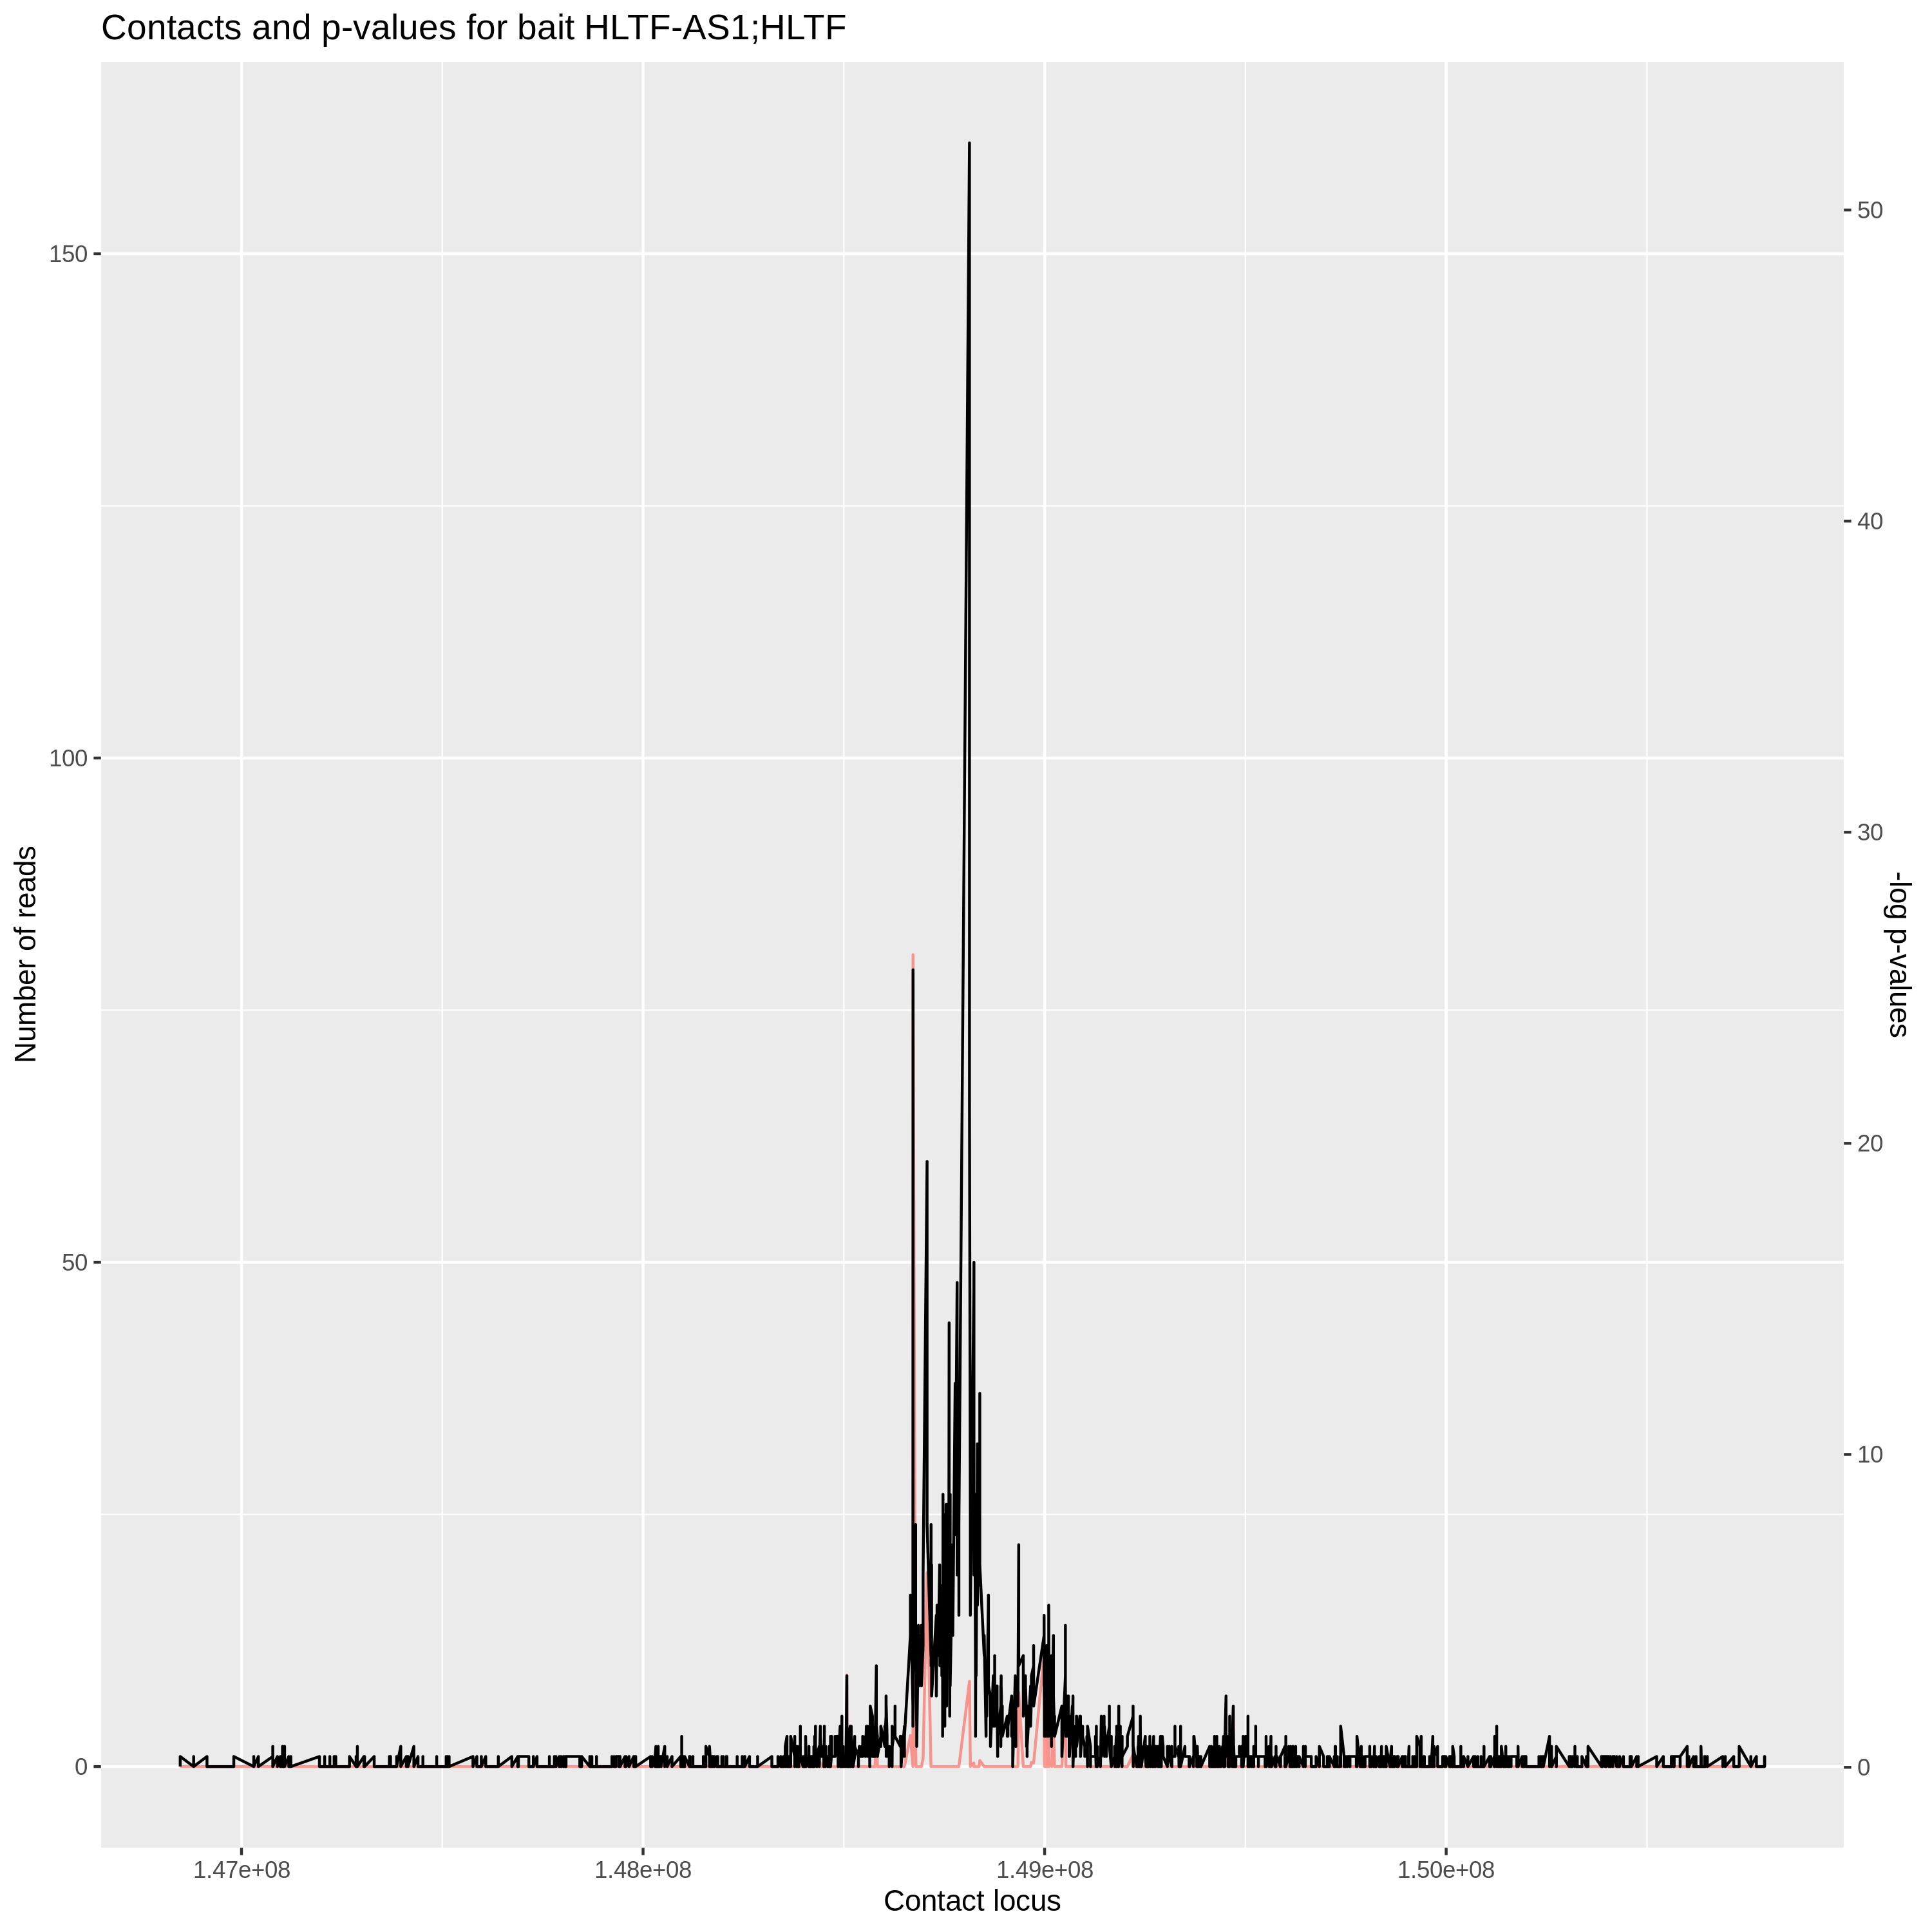 Contacts and p-values for bait HLTF-AS1;HLTF
150
100
50
0
Number of reads
50
40
30
20
10
0
-log p-values
1.47e+08
1.48e+08
1.49e+08
1.50e+08
Contact locus